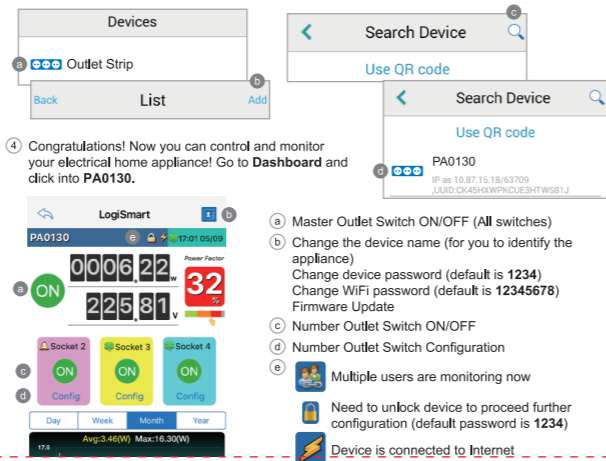 Devices
a Outlet Strip
b
Back List Add
c
Search Device
Use QR code
Search Device
Use QR code
d PA0130
IP as 10.87.16.18/63709
,UUID:CK45HXWPKCUE3HTWS81J
4 Congratulations! Now you can control and monitor
your electrical home appliance! Go to Dashboard and
click into PA0130.
LogiSmart b
PA0130 e 17:01 05/09
a ON 0006.22 w
225.81 v
Power Factor
32
%
Socket 2 Socket 3 Socket 4
c ON ON ON
d Config Config Config
Day Week Month Year
Avg:3.46(W) Max:16.30(W)
17.5
a Master Outlet Switch ON/OFF (All switches)
b Change the device name (for you to identify the
appliance)
Change device password (default is 1234)
Change WiFi password (default is 12345678)
Firmware Update
c Number Outlet Switch ON/OFF
d Number Outlet Switch Configuration
e Multiple users are monitoring now
Need to unlock device to proceed further
configuration (default password is 1234)
Device is connected to Internet